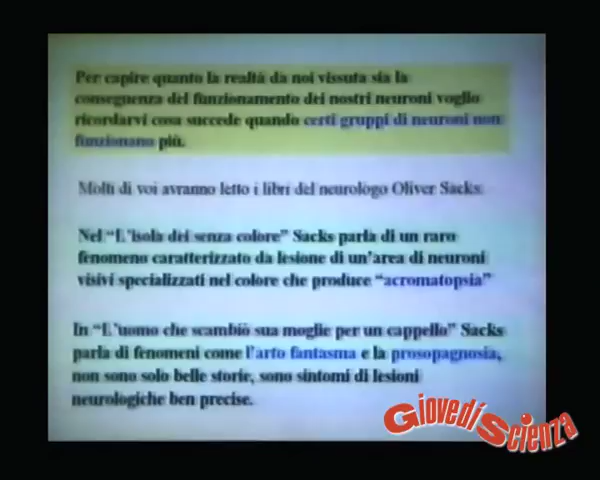 Per capire quanto la realtà da noi vissuta sia la
conseguenza del funzionamento dei nostri neuroni voglio
ricordarvi cosa succede quando certi gruppi di neuroni non
funzionano più.
Molti di voi avranno letto i libri del neurologo Oliver Sacks:
Nel “L'isola dei senza colore” Sacks parla di un raro
fenomeno caratterizzato da lesione di un'area di neuroni
visivi specializzati nel colore che produce “acromatopsia”
In “L'uomo che scambiò sua moglie per un cappello” Sacks
parla di fenomeni come l'arto fantasma e la prosopagnosia,
non sono solo belle storie, sono sintomi di lesioni
neurologiche ben precise.
Giovedì Scienza